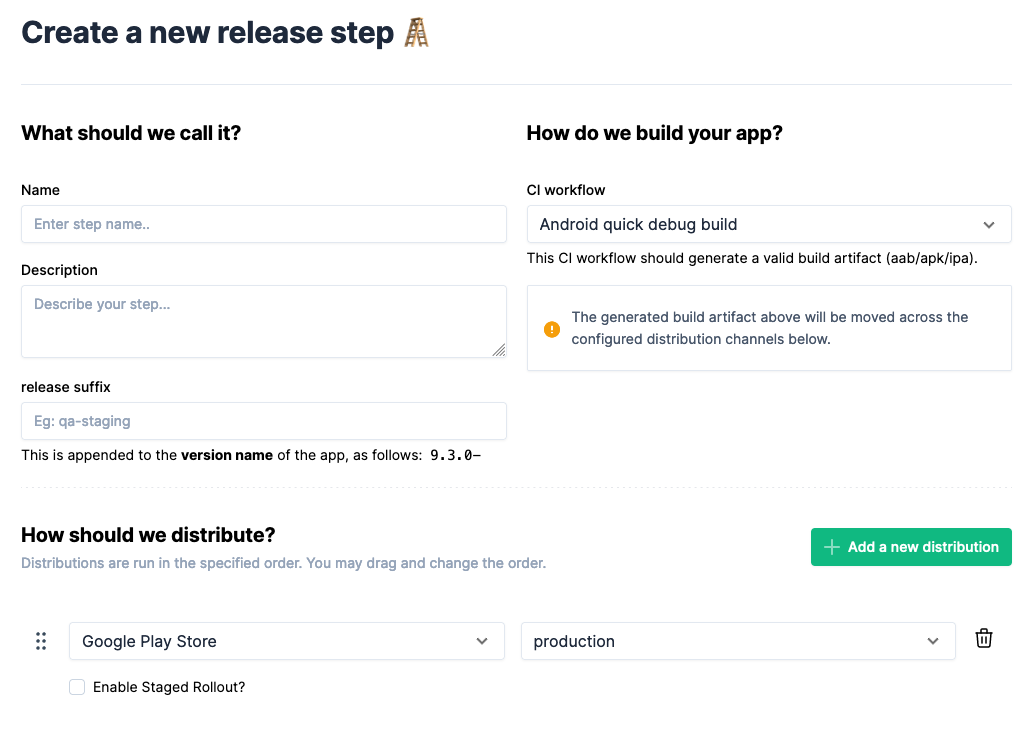 Create a new release step 🪜
What should we call it?
Name
Enter step name..
Description
Describe your step...
release suffix
Eg: qa-staging
This is appended to the version name of the app, as follows: 9.3.0-
How do we build your app?
CI workflow
Android quick debug build
This CI workflow should generate a valid build artifact (aab/apk/ipa).
The generated build artifact above will be moved across the
configured distribution channels below.
How should we distribute?
Distributions are run in the specified order. You may drag and change the order.
Add a new distribution
Google Play Store
production
Enable Staged Rollout?